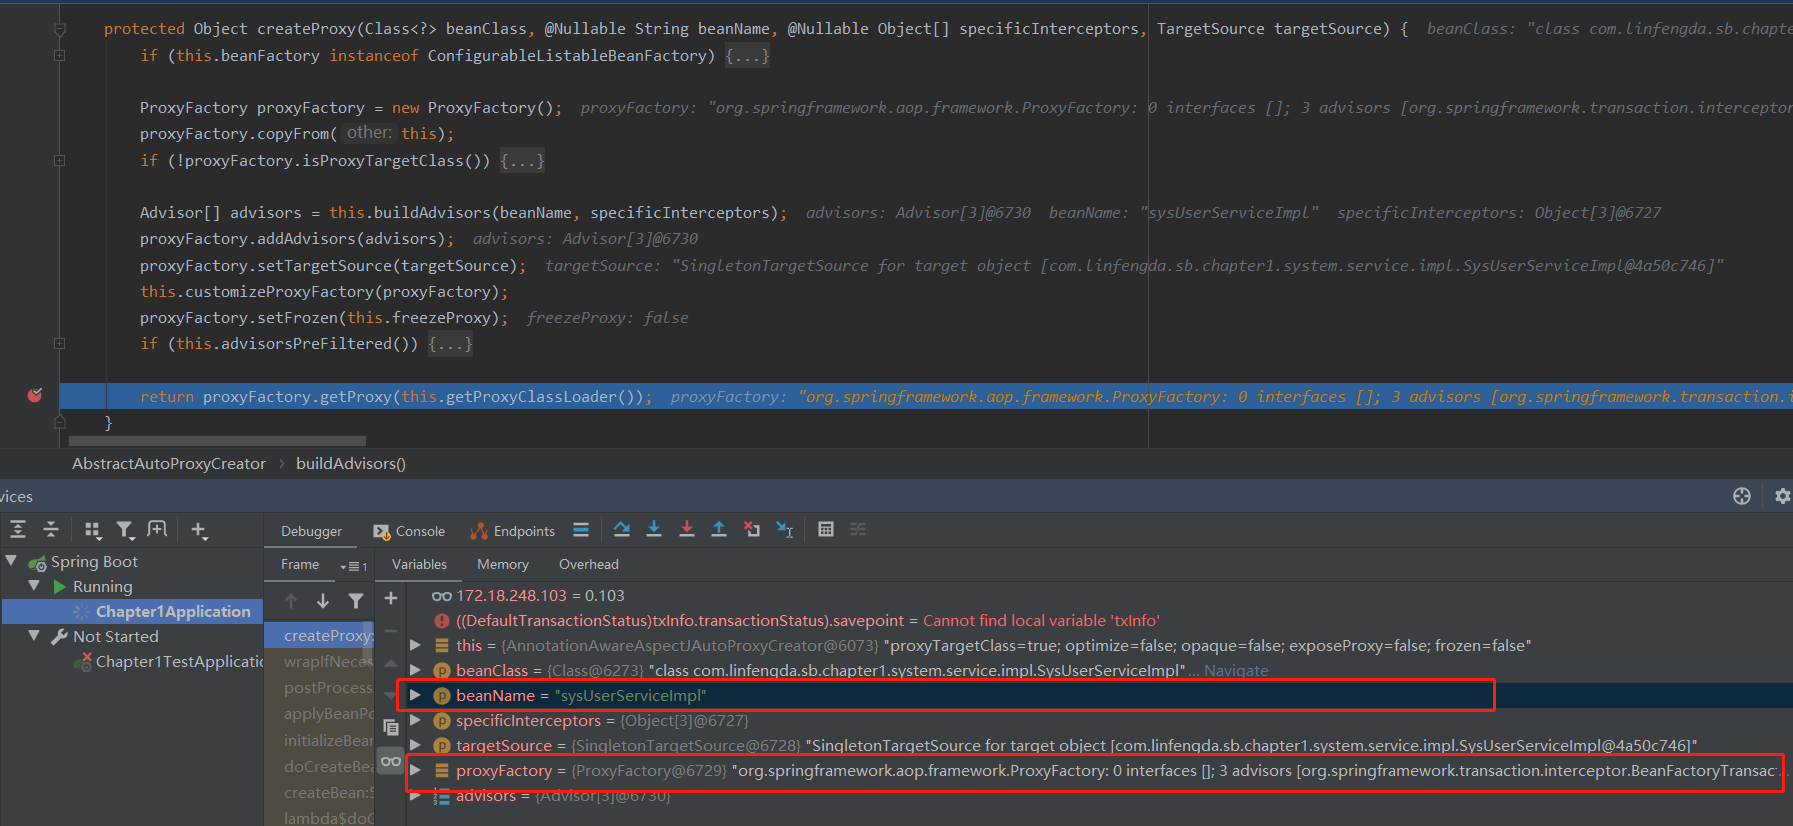 protected Object createProxy(Class<?> beanClass, @Nullable String beanName, @Nullable Object[] specificInterceptors, TargetSource targetSource) { beanClass: "class com.linfengda.sb.chapte
if (this.beanFactory instanceof ConfigurableListableBeanFactory) {...}
ProxyFactory proxyFactory = new ProxyFactory(); proxyFactory: "org.springframework.aop.framework.ProxyFactory: 0 interfaces []; 3 advisors [org.springframework.transaction.interceptor
proxyFactory.copyFrom( other: this);
if (!proxyFactory.isProxyTargetClass()) {...}
Advisor[] advisors = this.buildAdvisors(beanName, specificInterceptors); advisors: Advisor[3]@6730 beanName: "sysUserServiceImpl" specificInterceptors: Object[3]@6727
proxyFactory.addAdvisors(advisors); advisors: Advisor[3]@6730
proxyFactory.setTargetSource(targetSource); targetSource: "SingletonTargetSource for target object [com.linfengda.sb.chapter1.system.service.impl.SysUserServiceImpl@4a50c746]"
this.customizeProxyFactory(proxyFactory);
proxyFactory.setFrozen(this.freezeProxy); freezeProxy: false
if (this.advisorsPreFiltered()) {...}
return proxyFactory.getProxy(this.getProxyClassLoader()); proxyFactory: "org.springframework.aop.framework.ProxyFactory: 0 interfaces []; 3 advisors [org.springframework.transaction.i
}
AbstractAutoProxyCreator › buildAdvisors()
vices
Debugger Console Endpoints
Spring Boot
Running
Chapter1Application
Not Started
Chapter1TestApplicatio
Frame 1
createProxy:
wrapIfNeces
postProcess
applyBeanPo
initializeBean
doCreateBea
createBean:5
lambda$doG
Variables Memory Overhead
172.18.248.103 = 0.103
((DefaultTransactionStatus)txInfo.transactionStatus).savepoint = Cannot find local variable 'txInfo'
this = {AnnotationAwareAspectJAutoProxyCreator@6073} "proxyTargetClass=true; optimize=false; opaque=false; exposeProxy=false; frozen=false"
beanClass = {Class@6273} "class com.linfengda.sb.chapter1.system.service.impl.SysUserServiceImpl" ... Navigate
beanName = "sysUserServiceImpl"
specificInterceptors = {Object[3]@6727}
targetSource = {SingletonTargetSource@6728} "SingletonTargetSource for target object [com.linfengda.sb.chapter1.system.service.impl.SysUserServiceImpl@4a50c746]"
proxyFactory = {ProxyFactory@6729} "org.springframework.aop.framework.ProxyFactory: 0 interfaces []; 3 advisors [org.springframework.transaction.interceptor.BeanFactoryTransac...
advisors = {Advisor[3]@6730}